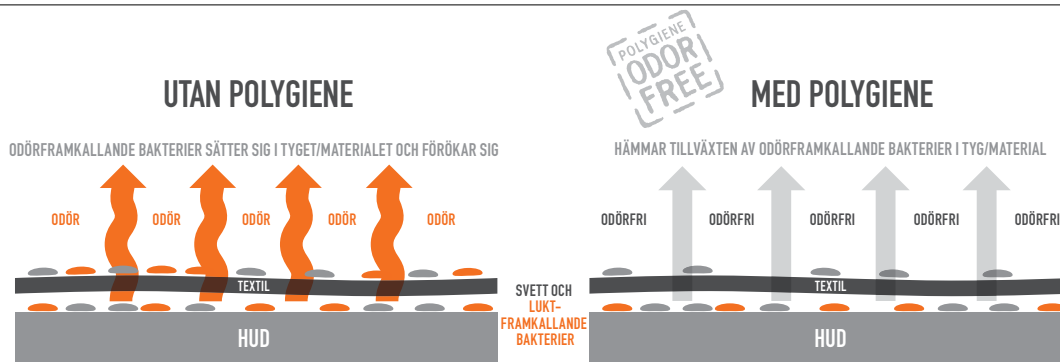 POLYGIENE
ODOR
FREE
UTAN POLYGIENE
ODÖRFRAMKALLANDE BAKTERIER SÄTTER SIG I TYGET/MATERIALET OCH FÖRÖKAR SIG
ODÖR
ODÖR
ODÖR
ODÖR
ODÖR
TEXTIL
HUD
SVETT OCH
LUKT-
FRAMKALLANDE
BAKTERIER
MED POLYGIENE
HÄMMAR TILLVÄXTEN AV ODÖRFRAMKALLANDE BAKTERIER I TYG/MATERIAL
ODÖRFRI
ODÖRFRI
ODÖRFRI
ODÖRFRI
ODÖRFRI
TEXTIL
HUD